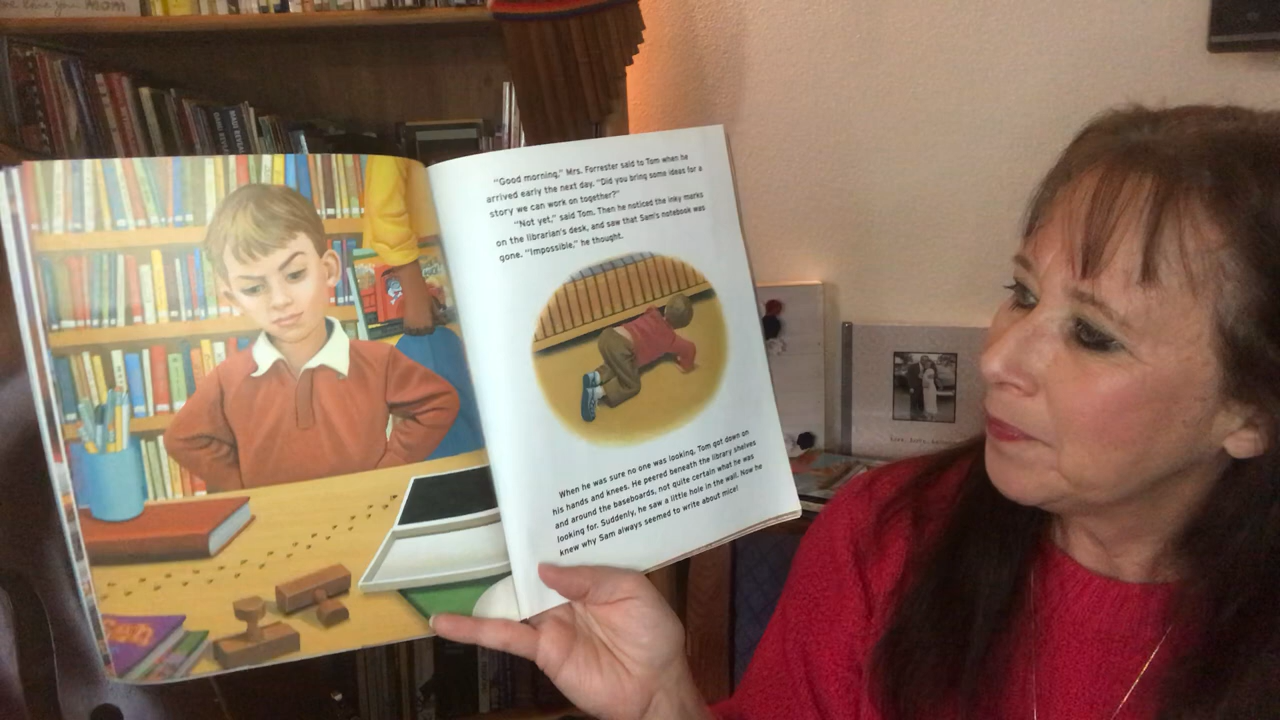 we love you MOM
"Good morning," Mrs. Forrester said to Tom when he
arrived early the next day. "Did you bring some ideas for a
story we can work on together?"
"Not yet," said Tom. Then he noticed the inky marks
on the librarian's desk, and saw that Sam's notebook was
gone. "Impossible," he thought.
When he was sure no one was looking, Tom got down on
his hands and knees. He peered beneath the library shelves
and around the baseboards, not quite certain what he was
looking for. Suddenly, he saw a little hole in the wall. Now he
knew why Sam always seemed to write about mice!